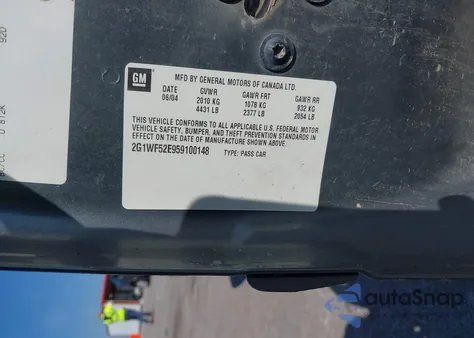 GM
MFD BY GENERAL MOTORS OF CANADA LTD.
DATE GVWR GAWR FRT GAWR RR
06/04 2010 KG 1078 KG 932 KG
4431 LB 2377 LB 2054 LB
THIS VEHICLE CONFORMS TO ALL APPLICABLE U.S. FEDERAL MOTOR
VEHICLE SAFETY, BUMPER, AND THEFT PREVENTION STANDARDS IN
EFFECT ON THE DATE OF MANUFACTURE SHOWN ABOVE.
2G1WF52E959100148 TYPE: PASS CAR
autoSnap